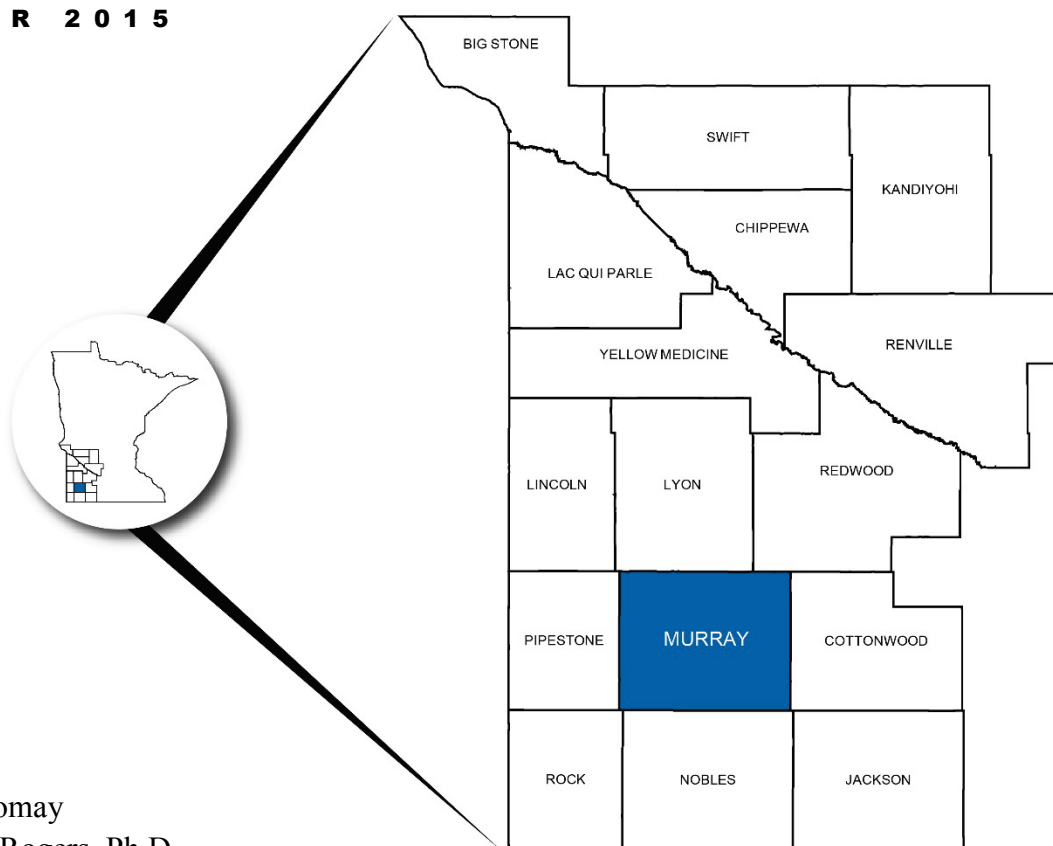 R 2015
BIG STONE
SWIFT
KANDIYOHI
CHIPPEWA
LAC QUI PARLE
RENVILLE
YELLOW MEDICINE
REDWOOD
LINCOLN
LYON
PIPESTONE
MURRAY
COTTONWOOD
ROCK
NOBLES
JACKSON
omay
Rogers, Ph.D.